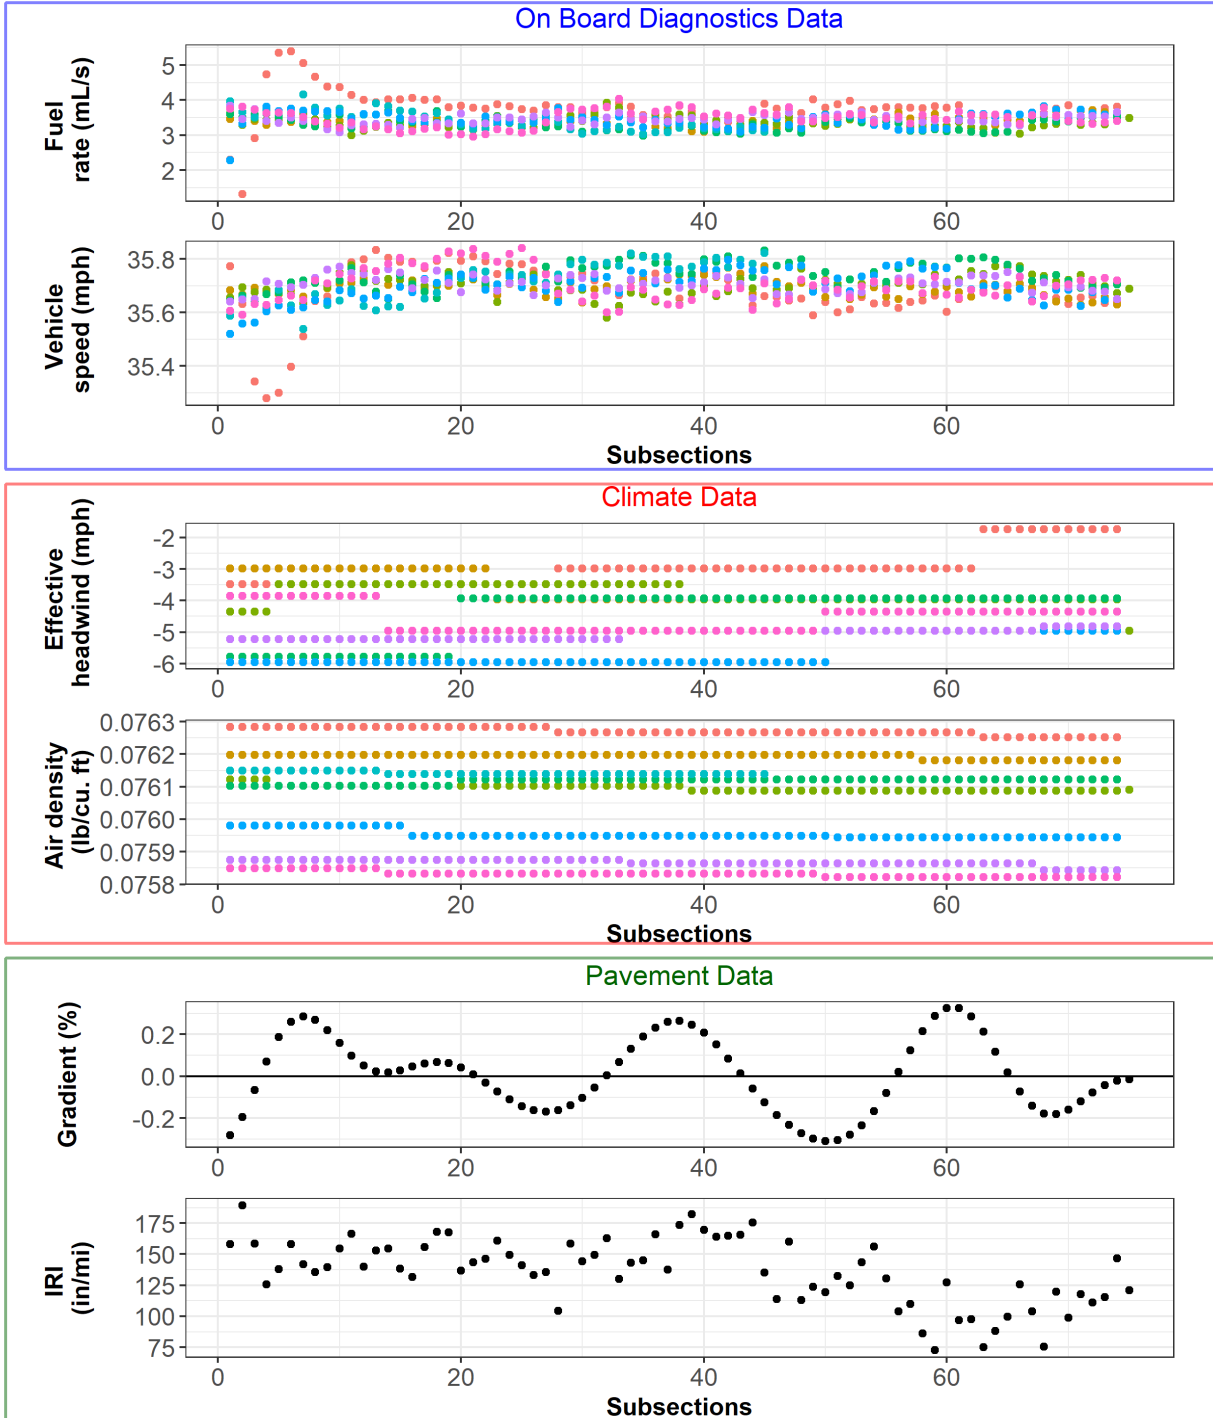 On Board Diagnostics Data
Fuel
rate (mL/s)
5
4
3
2
0
20
40
60
Vehicle
speed (mph)
35.8
35.6
35.4
0
20
40
60
Subsections
Climate Data
Effective
headwind (mph)
-2
-3
-4
-5
-6
0
20
40
60
Air density
(lb/cu. ft)
0.0763
0.0762
0.0761
0.0760
0.0759
0.0758
0
20
40
60
Subsections
Pavement Data
Gradient (%)
0.2
0.0
-0.2
0
20
40
60
IRI
(in/mi)
175
150
125
100
75
0
20
40
60
Subsections